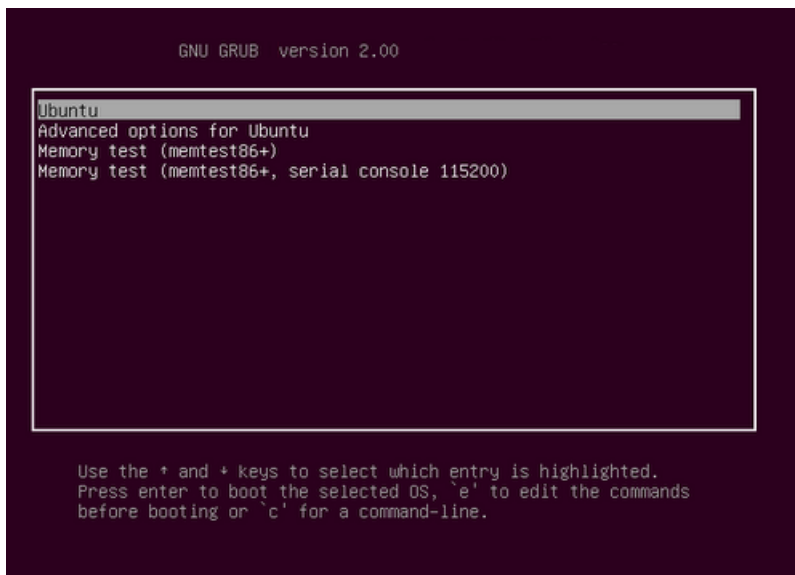 GNU GRUB  version 2.00
Ubuntu
Advanced options for Ubuntu
Memory test (memtest86+)
Memory test (memtest86+, serial console 115200)
Use the ↑ and ↓ keys to select which entry is highlighted.
Press enter to boot the selected OS, `e' to edit the commands
before booting or `c' for a command-line.